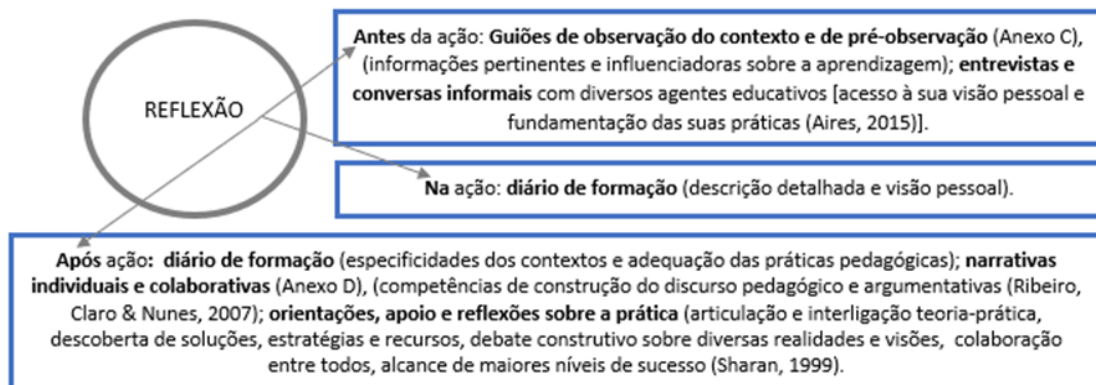 REFLEXÃO
Antes da ação: Guiões de observação do contexto e de pré-observação (Anexo C),
(informações pertinentes e influenciadoras sobre a aprendizagem); entrevistas e
conversas informais com diversos agentes educativos [acesso à sua visão pessoal e
fundamentação das suas práticas (Aires, 2015)].
Na ação: diário de formação (descrição detalhada e visão pessoal).
Após ação: diário de formação (especificidades dos contextos e adequação das práticas pedagógicas); narrativas
individuais e colaborativas (Anexo D), (competências de construção do discurso pedagógico e argumentativas (Ribeiro,
Claro & Nunes, 2007); orientações, apoio e reflexões sobre a prática (articulação e interligação teoria-prática,
descoberta de soluções, estratégias e recursos, debate construtivo sobre diversas realidades e visões, colaboração
entre todos, alcance de maiores níveis de sucesso (Sharan, 1999).